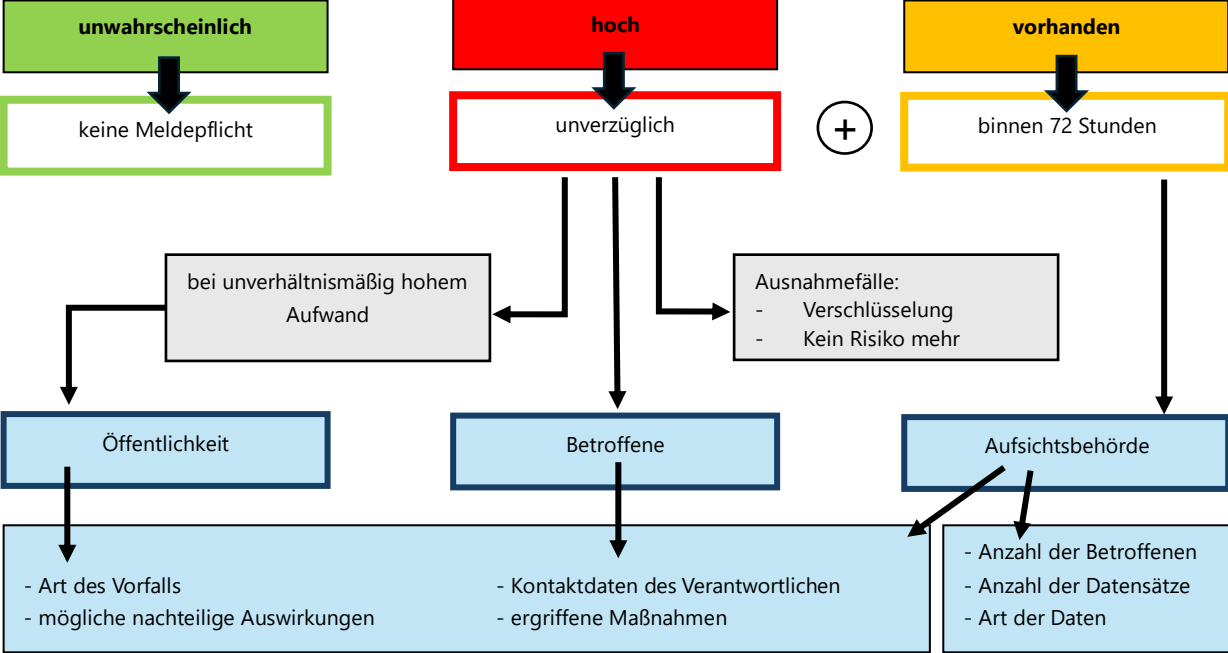 unwahrscheinlich
hoch
vorhanden
keine Meldepflicht
unverzüglich
+
binnen 72 Stunden
bei unverhältnismäßig hohem
Aufwand
Ausnahmefälle:
- Verschlüsselung
- Kein Risiko mehr
Öffentlichkeit
Betroffene
Aufsichtsbehörde
- Art des Vorfalls
- mögliche nachteilige Auswirkungen
- Kontaktdaten des Verantwortlichen
- ergriffene Maßnahmen
- Anzahl der Betroffenen
- Anzahl der Datensätze
- Art der Daten